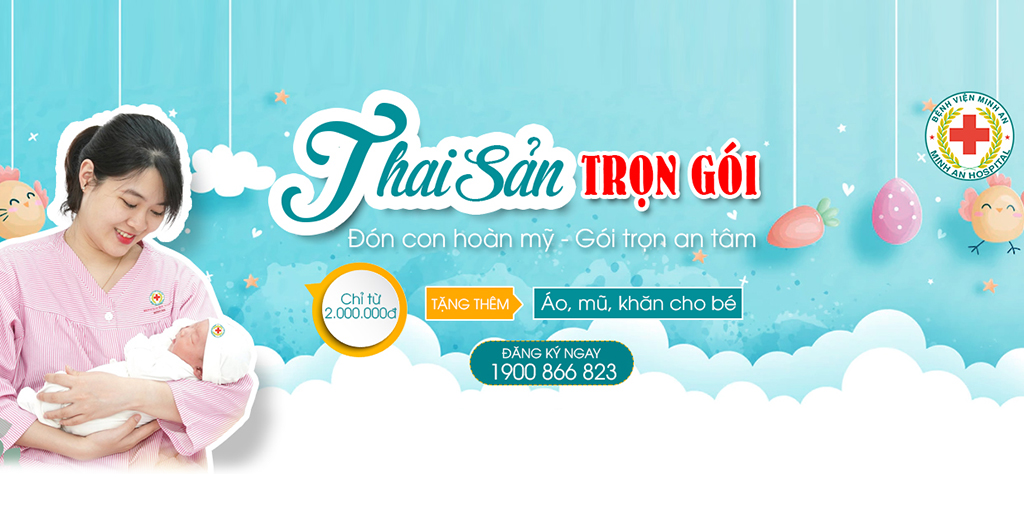 BỆNH VIỆN MINH AN
MINH AN HOSPITAL
Thai Sản TRỌN GÓI
Đón con hoàn mỹ - Gói trọn an tâm
Chỉ từ
2.000.000đ
TẶNG THÊM
Áo, mũ, khăn cho bé
ĐĂNG KÝ NGAY
1900 866 823